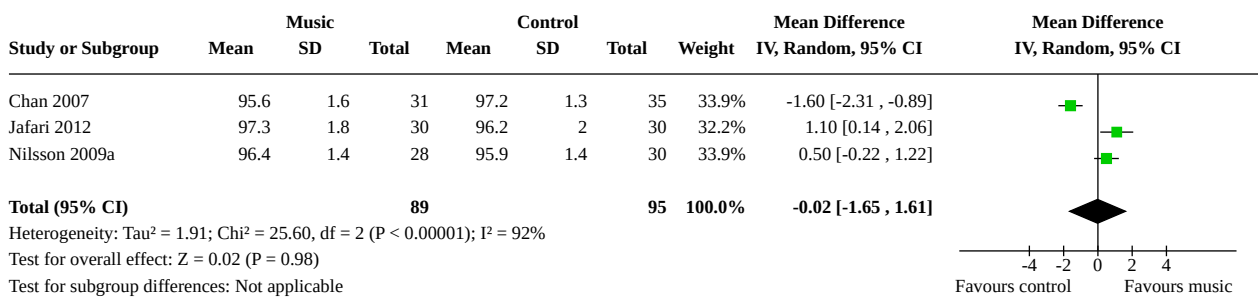 Music Control Mean Difference Mean Difference
Study or Subgroup Mean SD Total Mean SD Total Weight IV, Random, 95% CI IV, Random, 95% CI
Chan 2007 95.6 1.6 31 97.2 1.3 35 33.9% -1.60 [-2.31 , -0.89]
Jafari 2012 97.3 1.8 30 96.2 2 30 32.2% 1.10 [0.14 , 2.06]
Nilsson 2009a 96.4 1.4 28 95.9 1.4 30 33.9% 0.50 [-0.22 , 1.22]
Total (95% CI) 89 95 100.0% -0.02 [-1.65 , 1.61]
Heterogeneity: Tau² = 1.91; Chi² = 25.60, df = 2 (P < 0.00001); I² = 92%
Test for overall effect: Z = 0.02 (P = 0.98)
-4 -2 0 2 4
Test for subgroup differences: Not applicable
Favours control Favours music